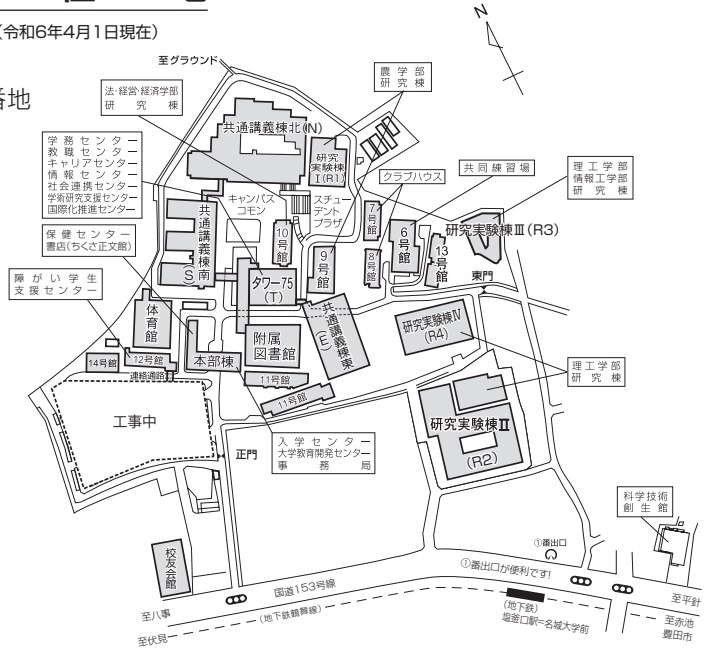 (令和6年4月1日現在)
番地
N
至グラウンド
法・経営・経済学部
研究棟
農学部
研究棟
学務センター
教職センター
キャリアセンター
情報センター
社会連携センター
学術研究支援センター
国際化推進センター
保健センター
書店(ちくさ正文館)
障がい学生
支援センター
共通講義棟北(N)
研究
実験棟
I(R1)
クラブハウス
共同練習場
理工学部
情報工学部
研究棟
キャンパス
コモン
スチュー
デント
プラザ
共通講義棟南
(S)
10号館
7号館
6号館
8号館
9号館
13号館
研究実験棟Ⅲ(R3)
東門
タワー75
(T)
共通講義棟東
(E)
研究実験棟Ⅳ
(R4)
体育館
附属
図書館
本部棟
14号館
12号館
連絡通路
11号館
11号館
理工学部
研究棟
研究実験棟Ⅱ
(R2)
工事中
正門
入学センター
大学教育開発センター
事務局
科学技術
創生館
校友会館
①番出口
①番出口が便利です!
国道153号線
至八事
至平針
(地下鉄鶴舞線)
至伏見
(地下鉄)
塩釜口駅=名城大学前
至赤池
豊田市